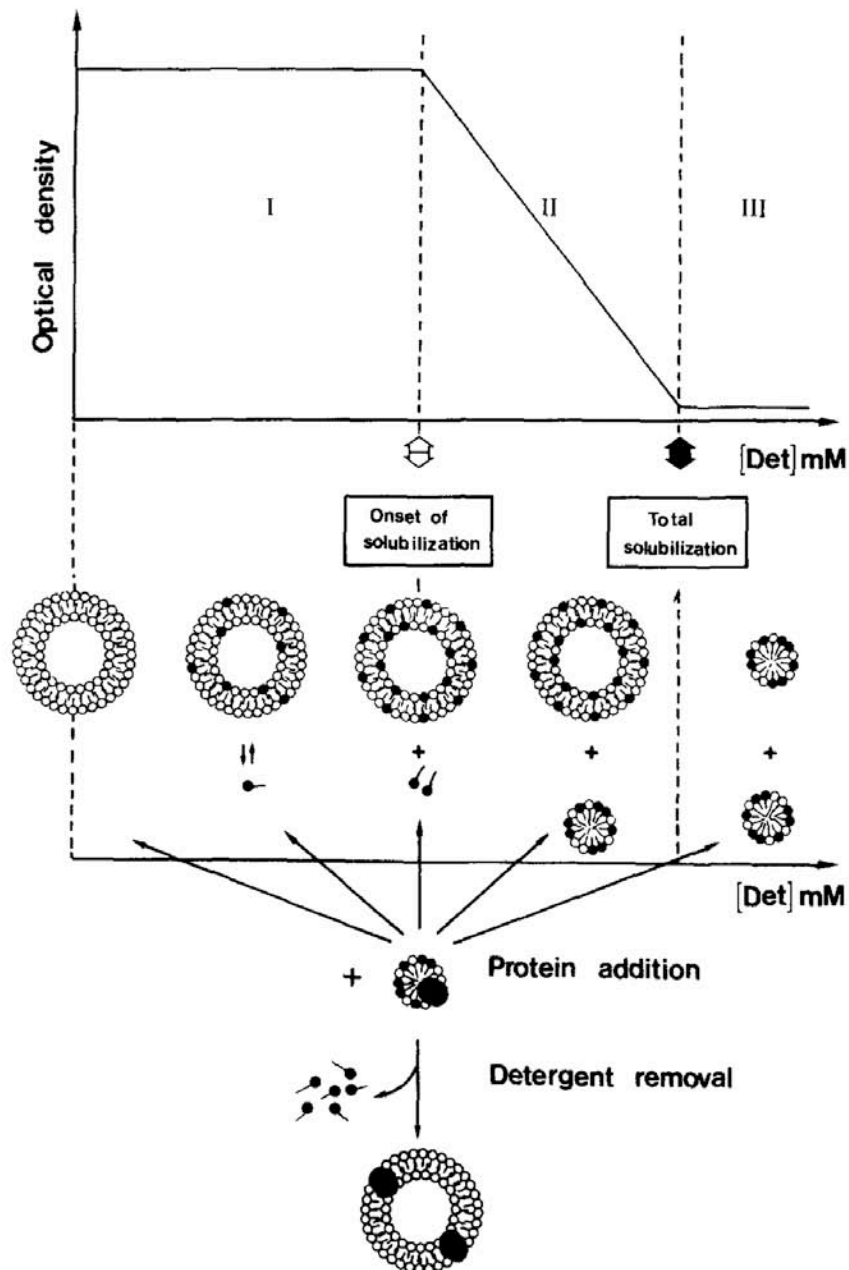 Optical density
I
II
III
[Det] mM
Onset of
solubilization
Total
solubilization
+
+
+
[Det] mM
+
Protein addition
Detergent removal